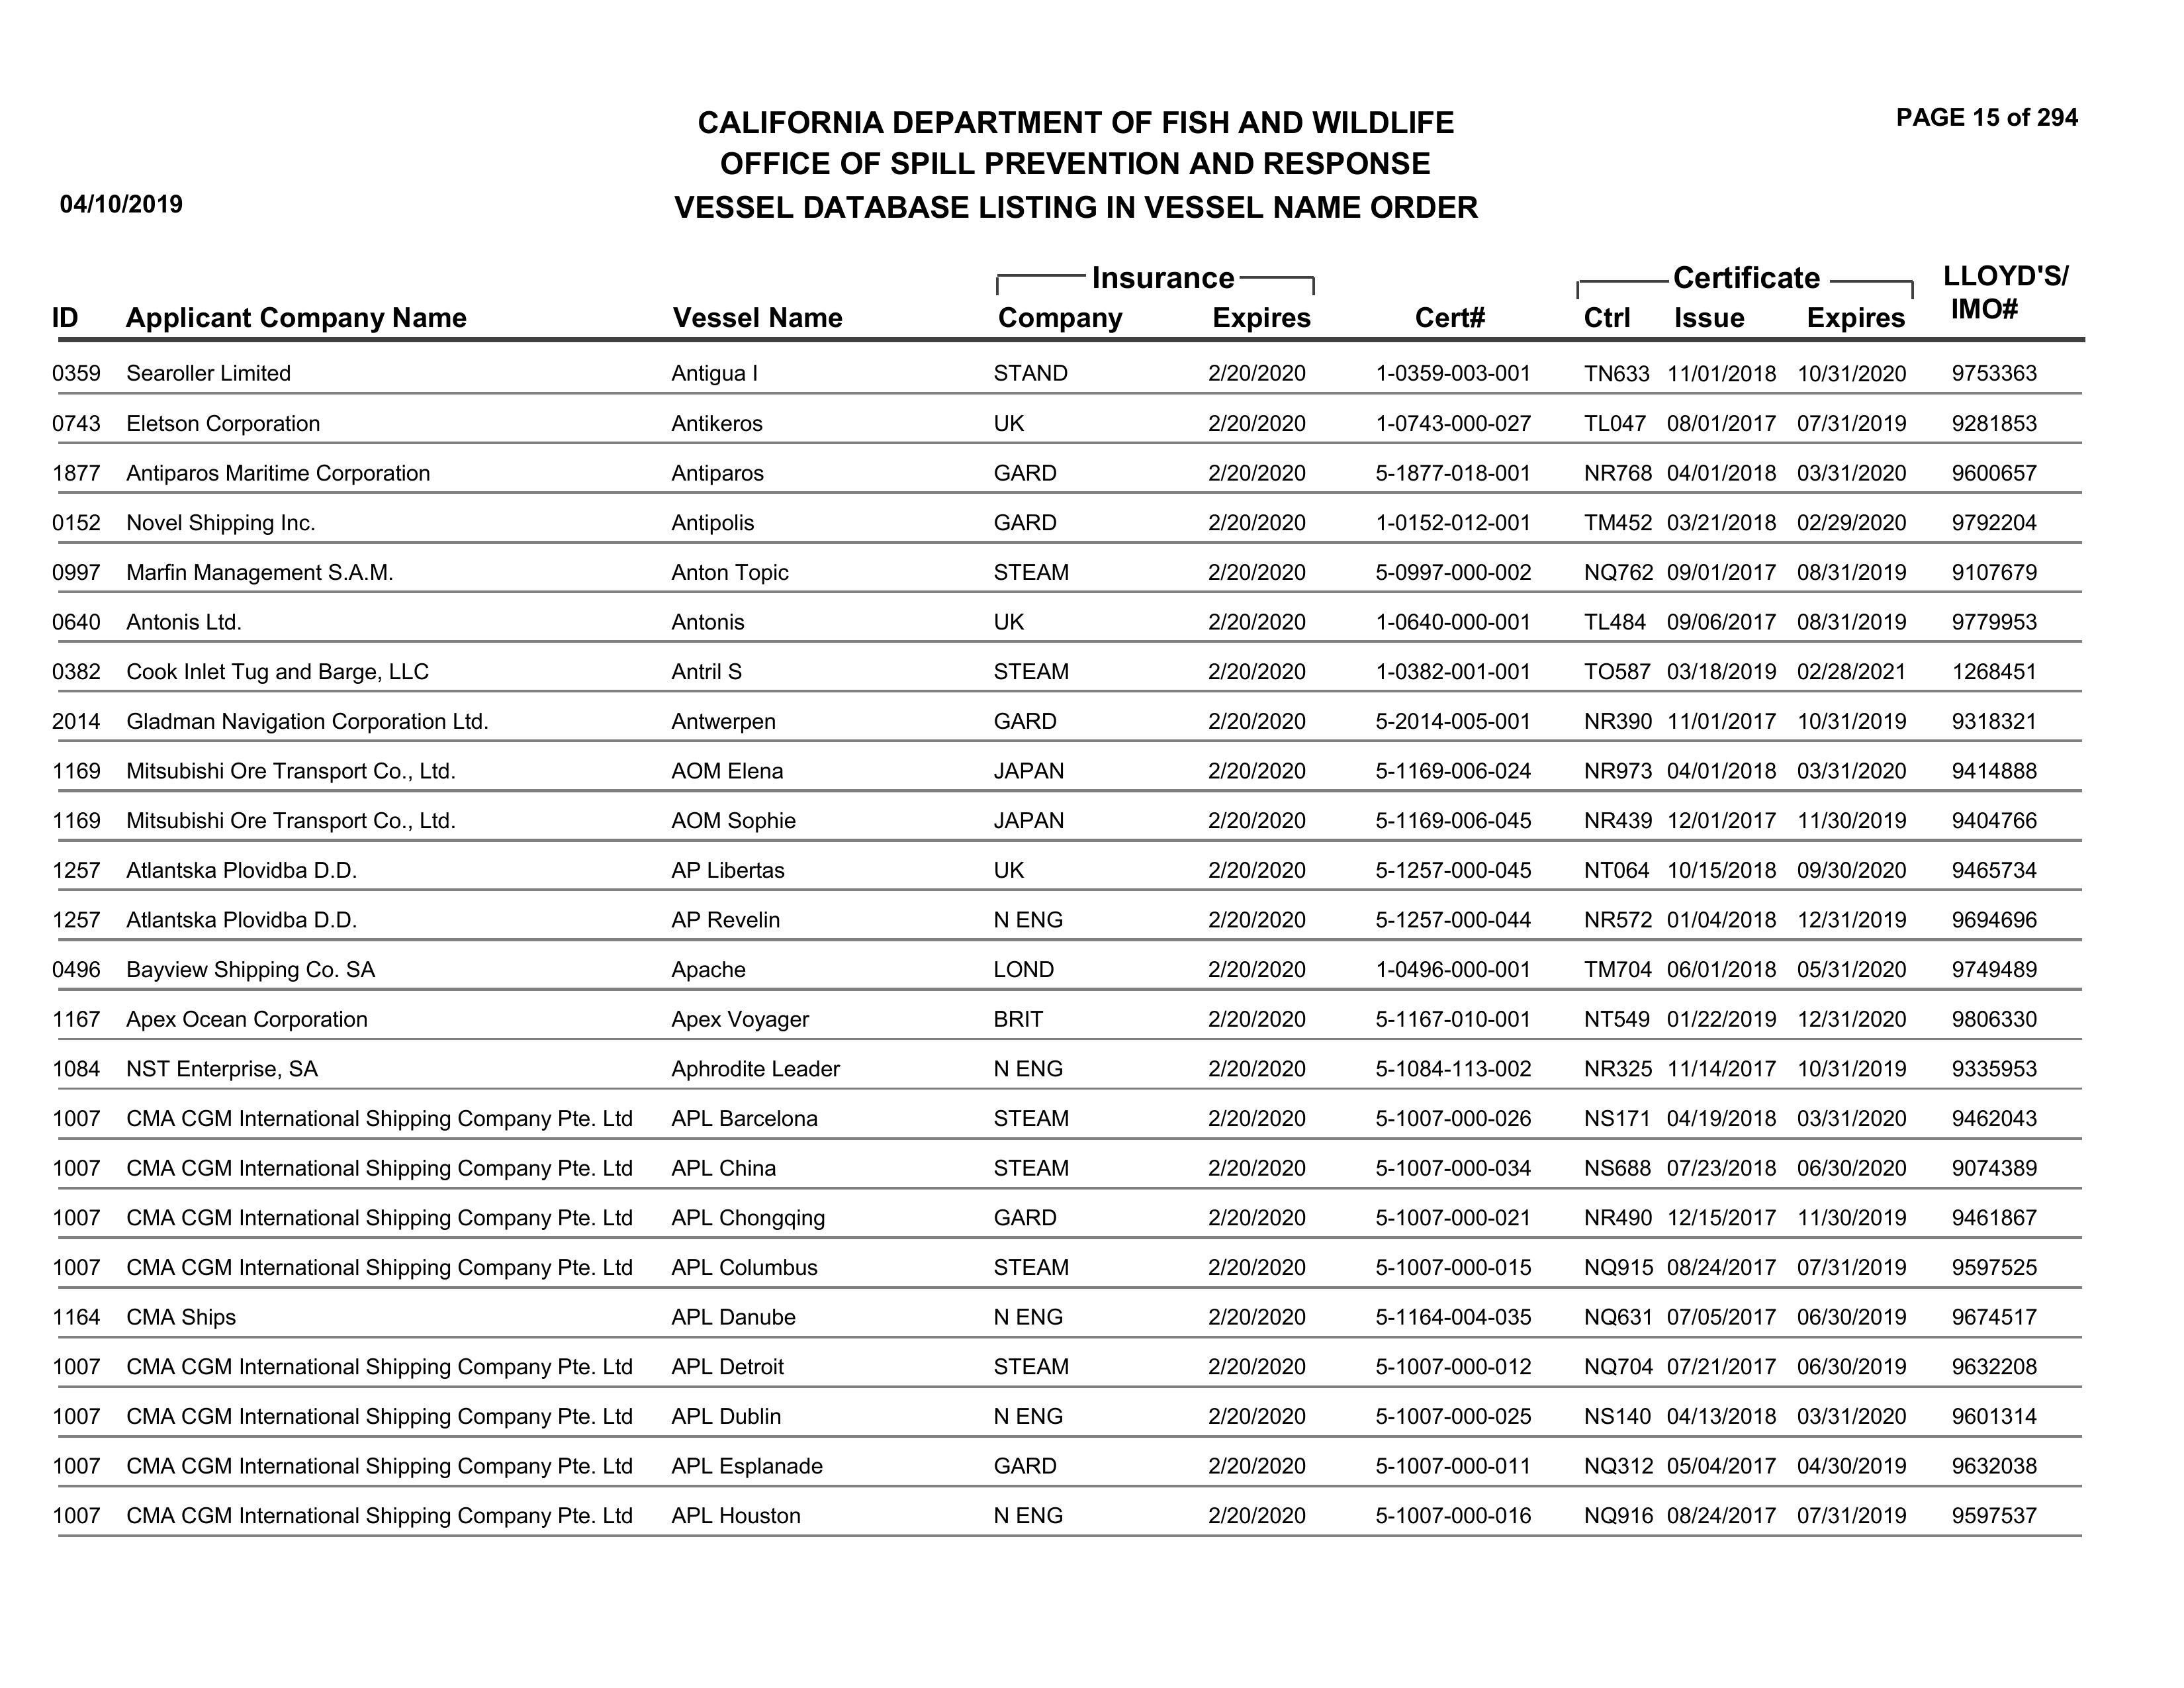 PAGE 15 of 294
CALIFORNIA DEPARTMENT OF FISH AND WILDLIFE
OFFICE OF SPILL PREVENTION AND RESPONSE
04/10/2019 VESSEL DATABASE LISTING IN VESSEL NAME ORDER
Insurance Certificate LLOYD'S/
ID Applicant Company Name Vessel Name Company Expires Cert# Ctrl Issue Expires IMO#
0359 Searoller Limited Antigua I STAND 2/20/2020 1-0359-003-001 TN633 11/01/2018 10/31/2020 9753363
0743 Eletson Corporation Antikeros UK 2/20/2020 1-0743-000-027 TL047 08/01/2017 07/31/2019 9281853
1877 Antiparos Maritime Corporation Antiparos GARD 2/20/2020 5-1877-018-001 NR768 04/01/2018 03/31/2020 9600657
0152 Novel Shipping Inc. Antipolis GARD 2/20/2020 1-0152-012-001 TM452 03/21/2018 02/29/2020 9792204
0997 Marfin Management S.A.M. Anton Topic STEAM 2/20/2020 5-0997-000-002 NQ762 09/01/2017 08/31/2019 9107679
0640 Antonis Ltd. Antonis UK 2/20/2020 1-0640-000-001 TL484 09/06/2017 08/31/2019 9779953
0382 Cook Inlet Tug and Barge, LLC Antril S STEAM 2/20/2020 1-0382-001-001 TO587 03/18/2019 02/28/2021 1268451
2014 Gladman Navigation Corporation Ltd. Antwerpen GARD 2/20/2020 5-2014-005-001 NR390 11/01/2017 10/31/2019 9318321
1169 Mitsubishi Ore Transport Co., Ltd. AOM Elena JAPAN 2/20/2020 5-1169-006-024 NR973 04/01/2018 03/31/2020 9414888
1169 Mitsubishi Ore Transport Co., Ltd. AOM Sophie JAPAN 2/20/2020 5-1169-006-045 NR439 12/01/2017 11/30/2019 9404766
1257 Atlantska Plovidba D.D. AP Libertas UK 2/20/2020 5-1257-000-045 NT064 10/15/2018 09/30/2020 9465734
1257 Atlantska Plovidba D.D. AP Revelin N ENG 2/20/2020 5-1257-000-044 NR572 01/04/2018 12/31/2019 9694696
0496 Bayview Shipping Co. SA Apache LOND 2/20/2020 1-0496-000-001 TM704 06/01/2018 05/31/2020 9749489
1167 Apex Ocean Corporation Apex Voyager BRIT 2/20/2020 5-1167-010-001 NT549 01/22/2019 12/31/2020 9806330
1084 NST Enterprise, SA Aphrodite Leader N ENG 2/20/2020 5-1084-113-002 NR325 11/14/2017 10/31/2019 9335953
1007 CMA CGM International Shipping Company Pte. Ltd APL Barcelona STEAM 2/20/2020 5-1007-000-026 NS171 04/19/2018 03/31/2020 9462043
1007 CMA CGM International Shipping Company Pte. Ltd APL China STEAM 2/20/2020 5-1007-000-034 NS688 07/23/2018 06/30/2020 9074389
1007 CMA CGM International Shipping Company Pte. Ltd APL Chongqing GARD 2/20/2020 5-1007-000-021 NR490 12/15/2017 11/30/2019 9461867
1007 CMA CGM International Shipping Company Pte. Ltd APL Columbus STEAM 2/20/2020 5-1007-000-015 NQ915 08/24/2017 07/31/2019 9597525
1164 CMA Ships APL Danube N ENG 2/20/2020 5-1164-004-035 NQ631 07/05/2017 06/30/2019 9674517
1007 CMA CGM International Shipping Company Pte. Ltd APL Detroit STEAM 2/20/2020 5-1007-000-012 NQ704 07/21/2017 06/30/2019 9632208
1007 CMA CGM International Shipping Company Pte. Ltd APL Dublin N ENG 2/20/2020 5-1007-000-025 NS140 04/13/2018 03/31/2020 9601314
1007 CMA CGM International Shipping Company Pte. Ltd APL Esplanade GARD 2/20/2020 5-1007-000-011 NQ312 05/04/2017 04/30/2019 9632038
1007 CMA CGM International Shipping Company Pte. Ltd APL Houston N ENG 2/20/2020 5-1007-000-016 NQ916 08/24/2017 07/31/2019 9597537